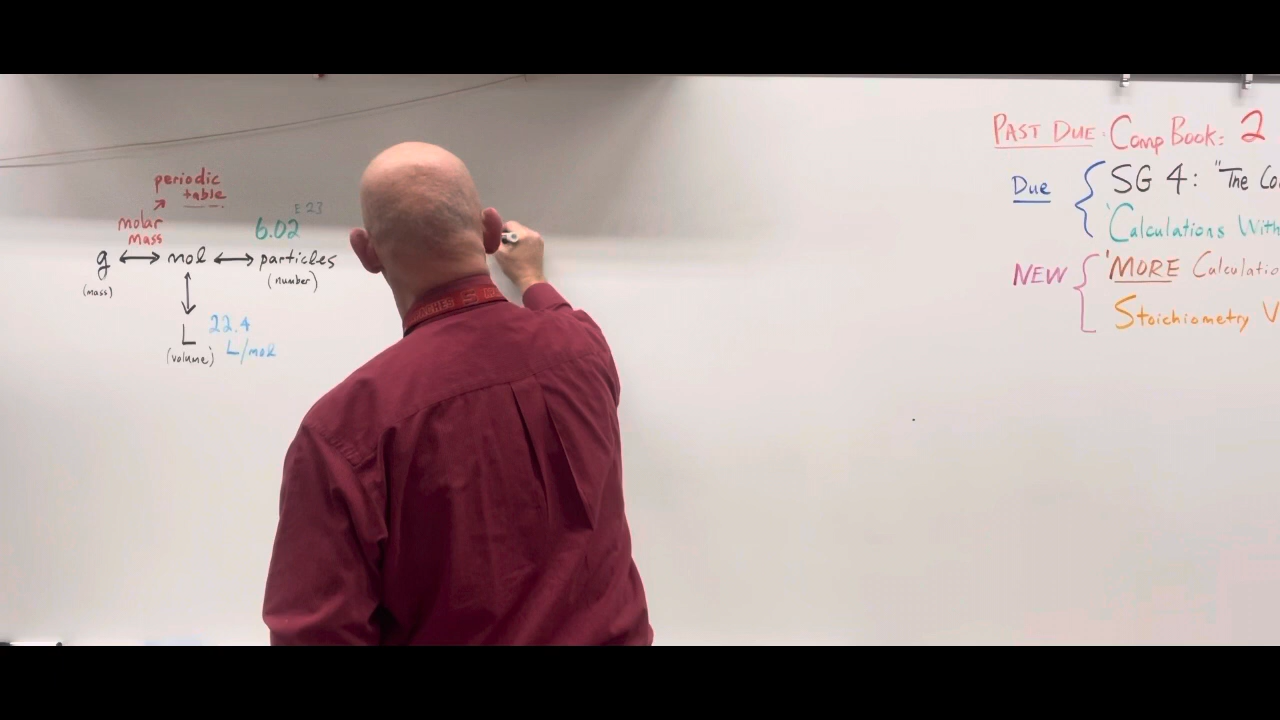 periodic
table
molar
Mass
E 23
6.02
g
mol
particles
(mass)
(number)
L
22.4
L/mol
(volume)
PAST DUE: Comp Book: 2
Due
SG 4: "The Co
'Calculations With
NEW
'MORE Calculatio
Stoichiometry V